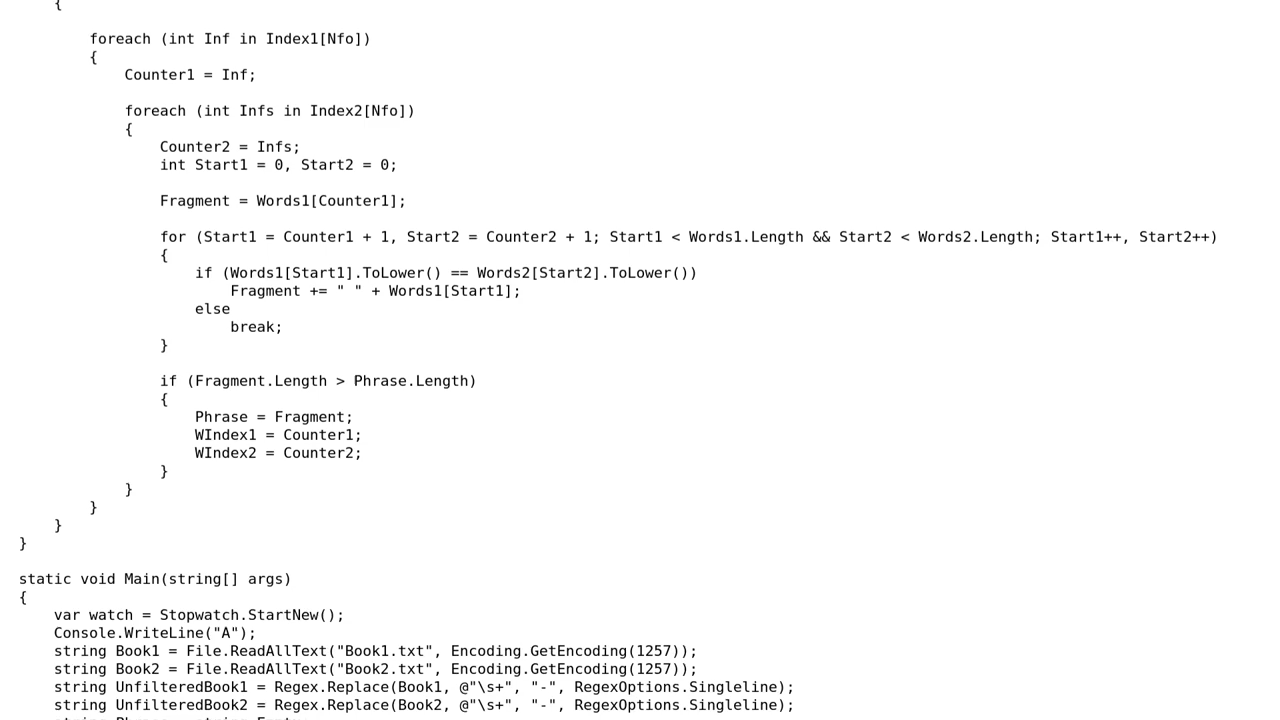 {
foreach (int Inf in Index1[Nfo])
{
Counter1 = Inf;
foreach (int Infs in Index2[Nfo])
{
Counter2 = Infs;
int Start1 = 0, Start2 = 0;
Fragment = Words1[Counter1];
for (Start1 = Counter1 + 1, Start2 = Counter2 + 1; Start1 < Words1.Length && Start2 < Words2.Length; Start1++, Start2++)
{
if (Words1[Start1].ToLower() == Words2[Start2].ToLower())
Fragment += " " + Words1[Start1];
else
break;
}
if (Fragment.Length > Phrase.Length)
{
Phrase = Fragment;
WIndex1 = Counter1;
WIndex2 = Counter2;
}
}
}
}
}
static void Main(string[] args)
{
var watch = Stopwatch.StartNew();
Console.WriteLine("A");
string Book1 = File.ReadAllText("Book1.txt", Encoding.GetEncoding(1257));
string Book2 = File.ReadAllText("Book2.txt", Encoding.GetEncoding(1257));
string UnfilteredBook1 = Regex.Replace(Book1, @"\s+", "-", RegexOptions.Singleline);
string UnfilteredBook2 = Regex.Replace(Book2, @"\s+", "-", RegexOptions.Singleline);